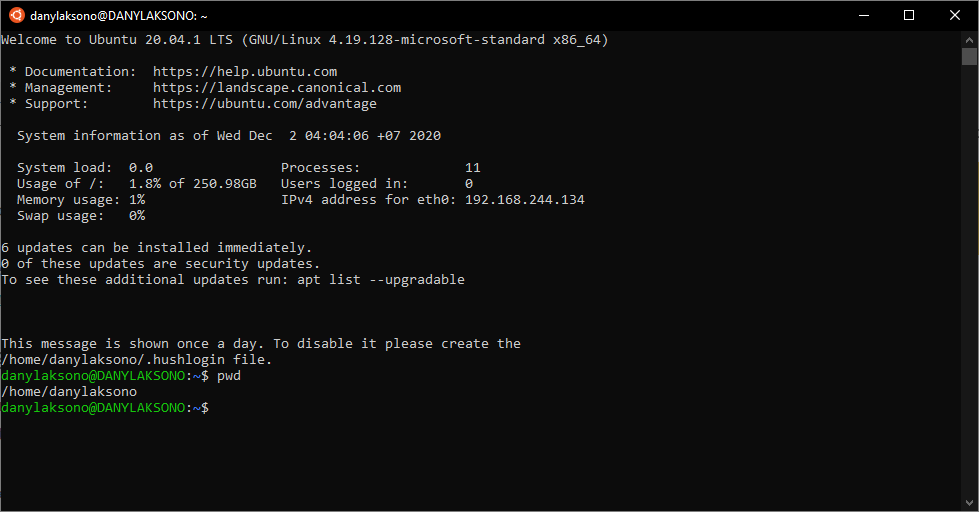 danylaksono@DANYLAKSONO: ~
Welcome to Ubuntu 20.04.1 LTS (GNU/Linux 4.19.128-microsoft-standard x86_64)
* Documentation:  https://help.ubuntu.com
* Management:     https://landscape.canonical.com
* Support:        https://ubuntu.com/advantage
System information as of Wed Dec  2 04:04:06 +07 2020
System load:  0.0                Processes:             11
Usage of /:   1.8% of 250.98GB   Users logged in:       0
Memory usage: 1%                 IPv4 address for eth0: 192.168.244.134
Swap usage:   0%
6 updates can be installed immediately.
0 of these updates are security updates.
To see these additional updates run: apt list --upgradable
This message is shown once a day. To disable it please create the
/home/danylaksono/.hushlogin file.
danylaksono@DANYLAKSONO:~$ pwd
/home/danylaksono
danylaksono@DANYLAKSONO:~$